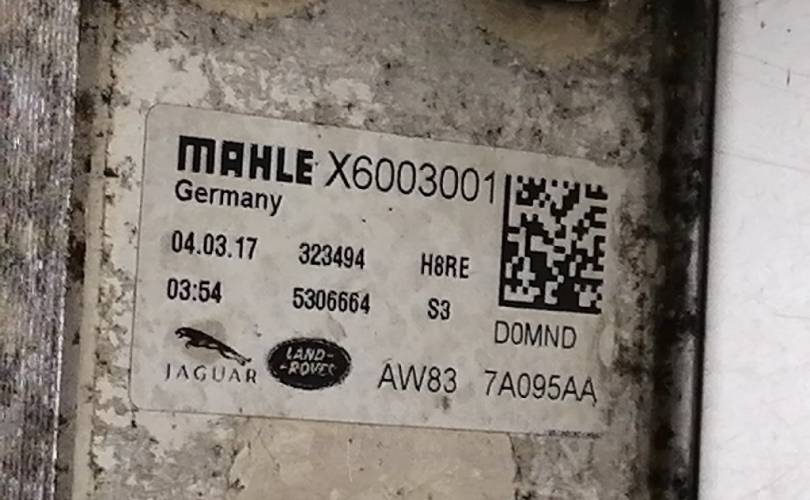 MAHLE X6003001
Germany
04.03.17 323494 H8RE
03:54 5306664 S3
D0MND
JAGUAR LAND-ROVER AW83 7A095AA